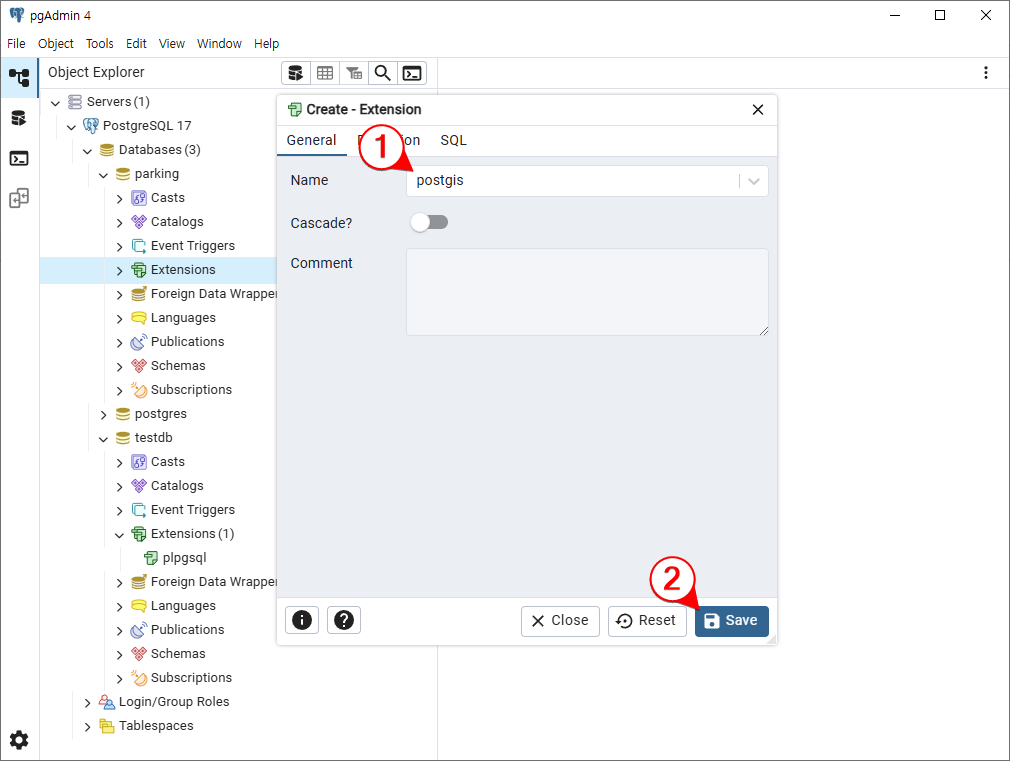 pgAdmin 4
File Object Tools Edit View Window Help
Object Explorer
Servers (1)
PostgreSQL 17
Databases (3)
parking
Casts
Catalogs
Event Triggers
Extensions
Foreign Data Wrapper
Languages
Publications
Schemas
Subscriptions
postgres
testdb
Casts
Catalogs
Event Triggers
Extensions (1)
plpgsql
Foreign Data Wrapper
Languages
Publications
Schemas
Subscriptions
Login/Group Roles
Tablespaces
Create - Extension
General SQL
1
Name postgis
Cascade?
Comment
2
Close Reset Save